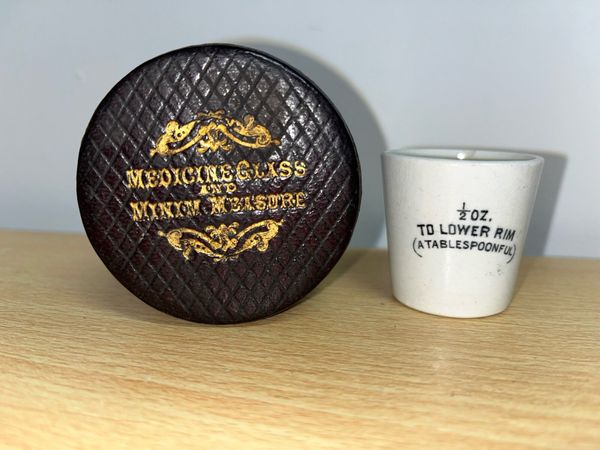 MEDICINE GLASS
AND
MINIM MEASURE
½ OZ.
TO LOWER RIM
(A TABLESPOONFUL)